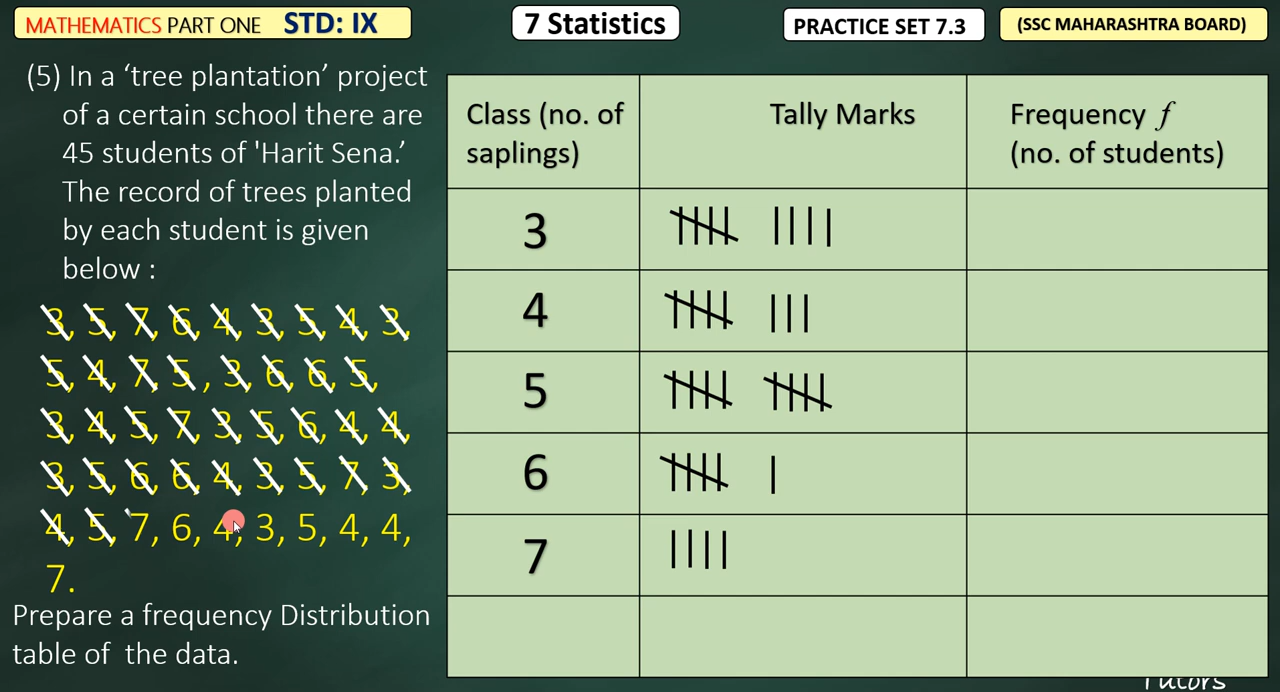 MATHEMATICS PART ONE STD: IX
7 Statistics
PRACTICE SET 7.3
(SSC MAHARASHTRA BOARD)
(5) In a ‘tree plantation’ project
of a certain school there are
45 students of 'Harit Sena.’
The record of trees planted
by each student is given
below :
3, 5, 7, 6, 4, 3, 5, 4, 3,
5, 4, 7, 5 , 3, 6, 6, 5,
3, 4, 5, 7, 3, 5, 6, 4, 4,
3, 5, 6, 6, 4, 3, 5, 7, 3,
4, 5, 7, 6, 4, 3, 5, 4, 4,
7.
Prepare a frequency Distribution
table of the data.
Class (no. of
saplings)
Tally Marks
Frequency f
(no. of students)
3
4
5
6
7
Tutors